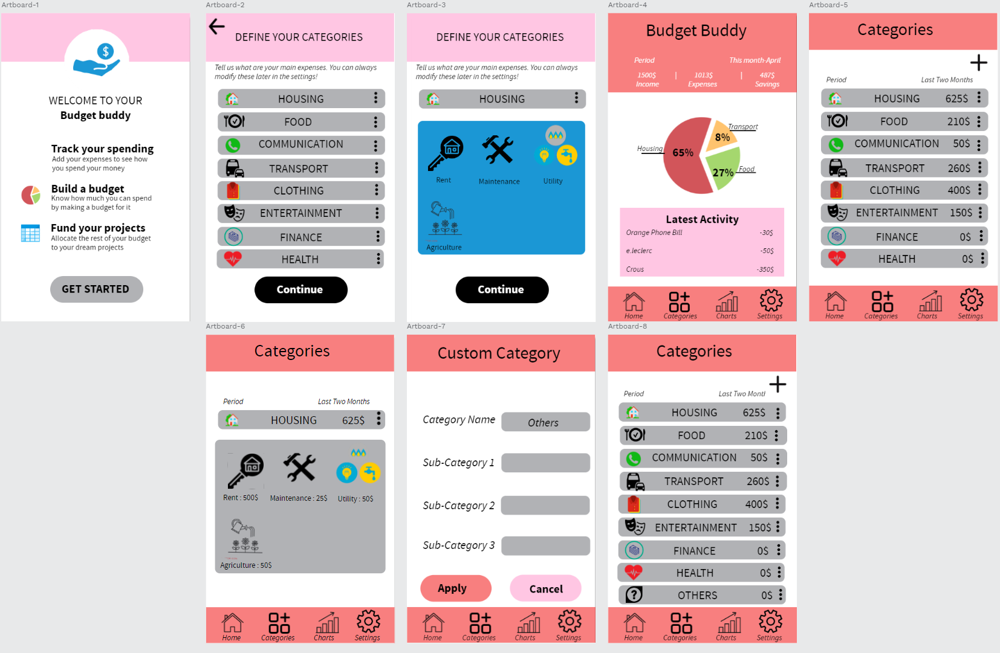 Artboard-1
WELCOME TO YOUR
Budget buddy
Track your spending
Add your expenses to see how
you spend your money
Build a budget
Know how much you can spend
by making a budget for it
Fund your projects
Allocate the rest of your budget
to your dream projects
GET STARTED
Artboard-2
DEFINE YOUR CATEGORIES
Tell us what are your main expenses. You can always
modify these later in the settings!
HOUSING
FOOD
COMMUNICATION
TRANSPORT
CLOTHING
ENTERTAINMENT
FINANCE
HEALTH
Continue
Artboard-3
DEFINE YOUR CATEGORIES
Tell us what are your main expenses. You can always
modify these later in the settings!
HOUSING
Rent Maintenance Utility
Agriculture
Continue
Artboard-4
Budget Buddy
Period This month-April
1500$ | 1013$ | 487$
Income Expenses Savings
Transport
8%
Housing 65%
27% Food
Latest Activity
Orange Phone Bill -30$
e.leclerc -50$
Crous -350$
Home Categories Charts Settings
Artboard-5
Categories
Period Last Two Months
HOUSING 625$
FOOD 210$
COMMUNICATION 50$
TRANSPORT 260$
CLOTHING 400$
ENTERTAINMENT 150$
FINANCE 0$
HEALTH 0$
Home Categories Charts Settings
Artboard-6
Categories
Period Last Two Months
HOUSING 625$
Rent : 500$ Maintenance : 25$ Utility : 50$
Agriculture : 50$
Home Categories Charts Settings
Artboard-7
Custom Category
Category Name Others
Sub-Category 1
Sub-Category 2
Sub-Category 3
Apply Cancel
Home Categories Charts Settings
Artboard-8
Categories
Period Last Two Montl
HOUSING 625$
FOOD 210$
COMMUNICATION 50$
TRANSPORT 260$
CLOTHING 400$
ENTERTAINMENT 150$
FINANCE 0$
HEALTH 0$
OTHERS 0$
Home Categories Charts Settings